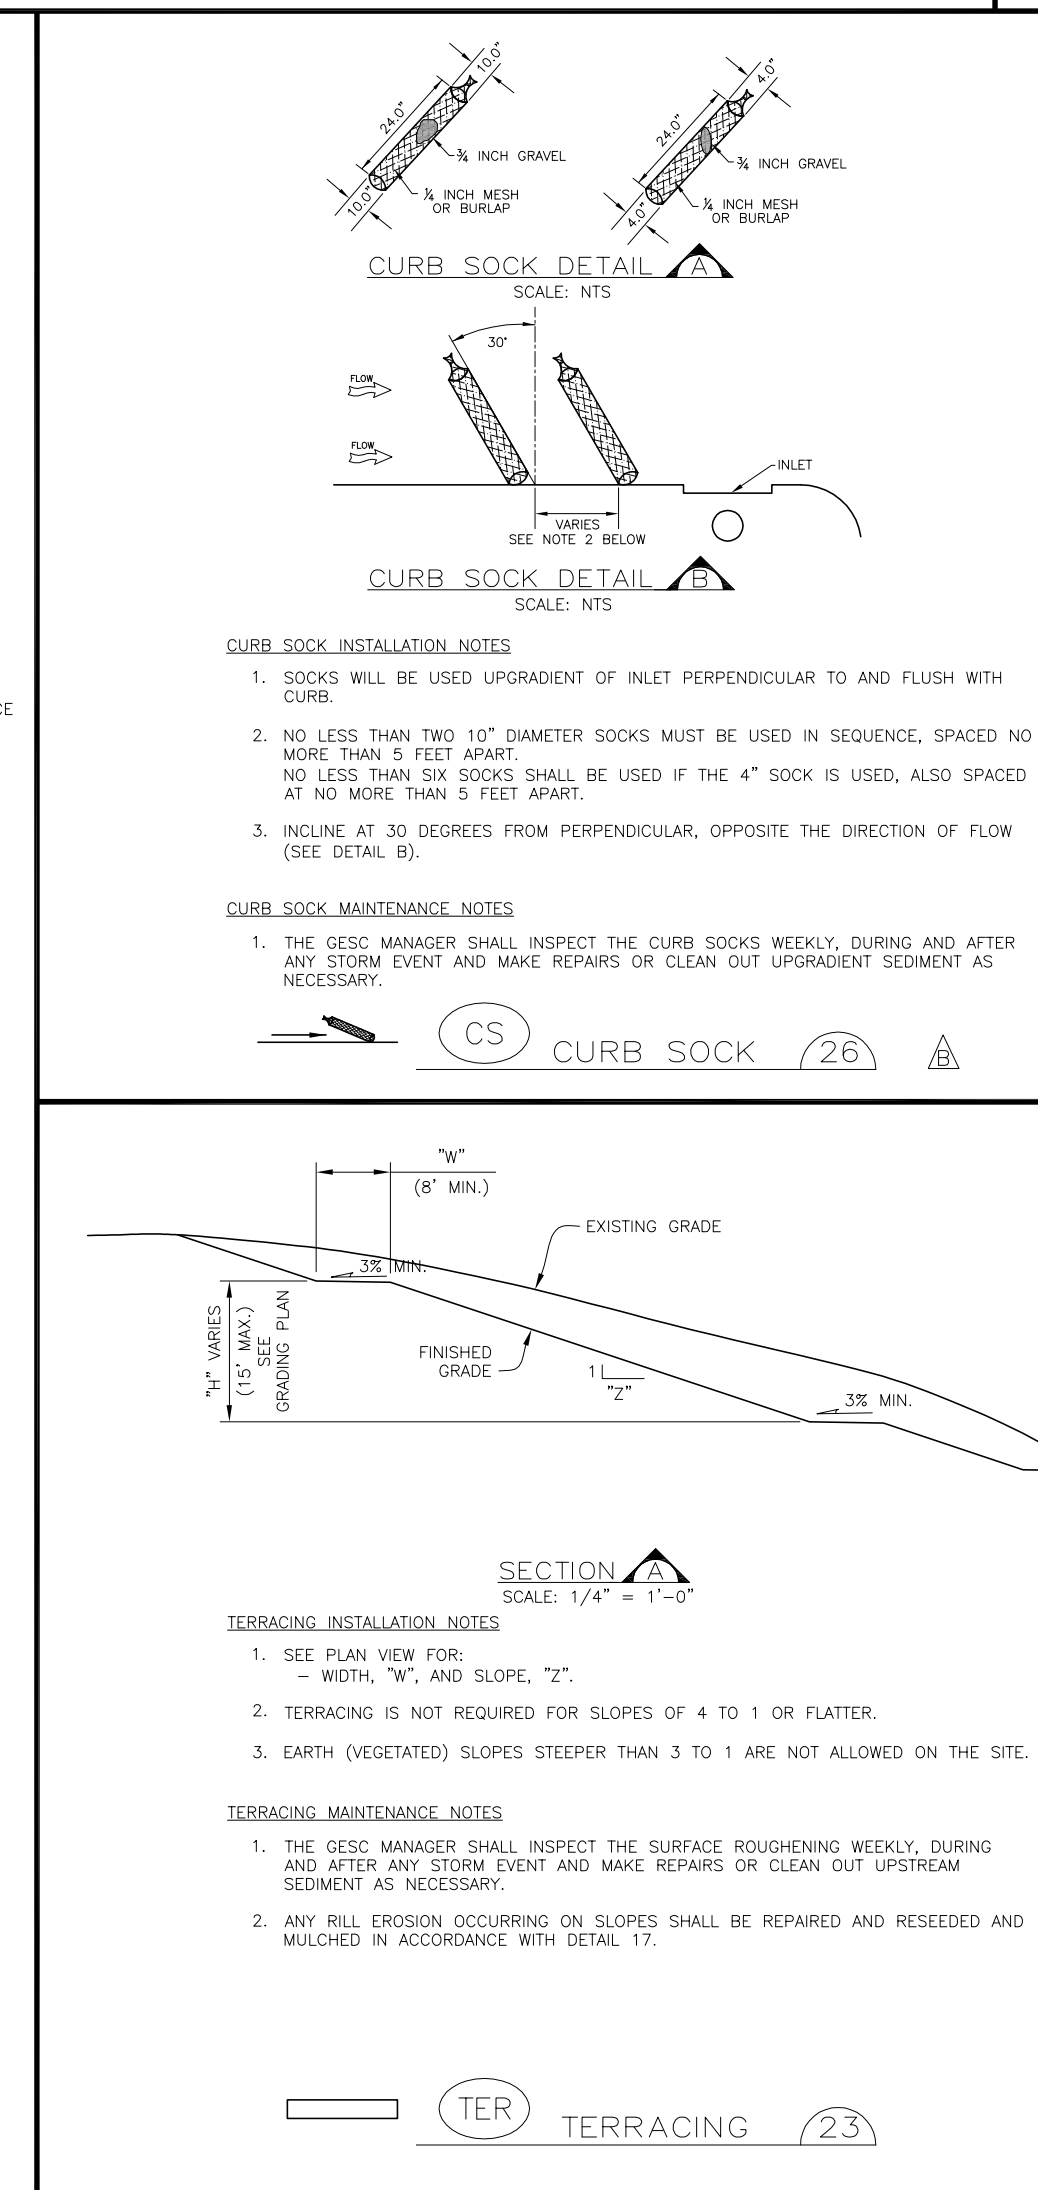 10.0"
24.0"
¾ INCH GRAVEL
10.0"
¼ INCH MESH
OR BURLAP
4.0"
24.0"
¾ INCH GRAVEL
4.0"
¼ INCH MESH
OR BURLAP
CURB SOCK DETAIL A
SCALE: NTS
30°
FLOW
FLOW
INLET
VARIES
SEE NOTE 2 BELOW
CURB SOCK DETAIL B
SCALE: NTS
CURB SOCK INSTALLATION NOTES
1. SOCKS WILL BE USED UPGRADIENT OF INLET PERPENDICULAR TO AND FLUSH WITH
CURB.
CE
2. NO LESS THAN TWO 10" DIAMETER SOCKS MUST BE USED IN SEQUENCE, SPACED NO
MORE THAN 5 FEET APART.
NO LESS THAN SIX SOCKS SHALL BE USED IF THE 4" SOCK IS USED, ALSO SPACED
AT NO MORE THAN 5 FEET APART.
3. INCLINE AT 30 DEGREES FROM PERPENDICULAR, OPPOSITE THE DIRECTION OF FLOW
(SEE DETAIL B).
CURB SOCK MAINTENANCE NOTES
1. THE GESC MANAGER SHALL INSPECT THE CURB SOCKS WEEKLY, DURING AND AFTER
ANY STORM EVENT AND MAKE REPAIRS OR CLEAN OUT UPGRADIENT SEDIMENT AS
NECESSARY.
CS CURB SOCK 26 B
"W"
(8' MIN.)
EXISTING GRADE
3% MIN.
"H" VARIES
(15' MAX.)
SEE
GRADING PLAN
FINISHED
GRADE
1
"Z"
3% MIN.
SECTION A
SCALE: 1/4" = 1'-0"
TERRACING INSTALLATION NOTES
1. SEE PLAN VIEW FOR:
– WIDTH, "W", AND SLOPE, "Z".
2. TERRACING IS NOT REQUIRED FOR SLOPES OF 4 TO 1 OR FLATTER.
3. EARTH (VEGETATED) SLOPES STEEPER THAN 3 TO 1 ARE NOT ALLOWED ON THE SITE.
TERRACING MAINTENANCE NOTES
1. THE GESC MANAGER SHALL INSPECT THE SURFACE ROUGHENING WEEKLY, DURING
AND AFTER ANY STORM EVENT AND MAKE REPAIRS OR CLEAN OUT UPSTREAM
SEDIMENT AS NECESSARY.
2. ANY RILL EROSION OCCURRING ON SLOPES SHALL BE REPAIRED AND RESEEDED AND
MULCHED IN ACCORDANCE WITH DETAIL 17.
TER TERRACING 23